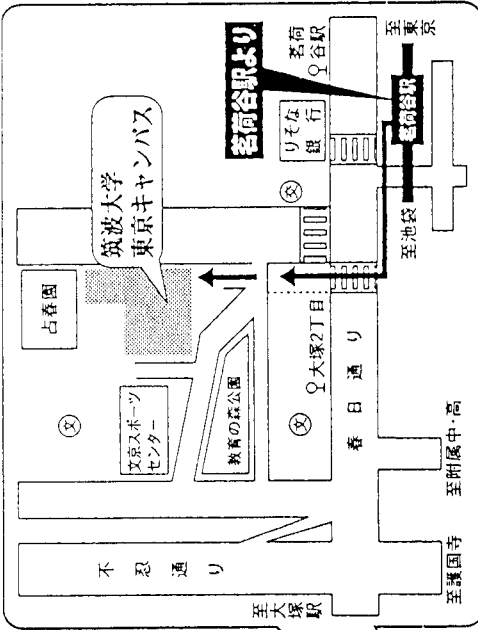 茗荷谷駅より
筑波大学
東京キャンパス
占春園
文
文京スポーツ
センター
教育の森公園
大塚2丁目
文
交
りそな
銀行
茗荷
谷駅
茗荷谷駅
至東京
至池袋
春日通り
不忍通り
至大塚駅
至護国寺
至附属中・高